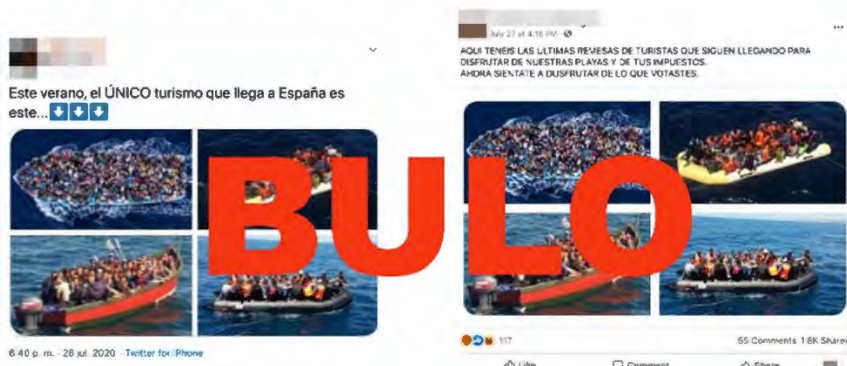 Este verano, el ÚNICO turismo que llega a España es
este...
6:40 p. m. · 28 jul. 2020 · Twitter for iPhone
July 27 at 4:18 PM
AQUI TENEIS LAS ULTIMAS REMESAS DE TURISTAS QUE SIGUEN LLEGANDO PARA
DISFRUTAR DE NUESTRAS PLAYAS Y DE TUS IMPUESTOS.
AHORA SIENTATE A DUSFRUTAR DE LO QUE VOTASTES.
117
55 Comments 1.8K Shares
Like Comment Share
BULO